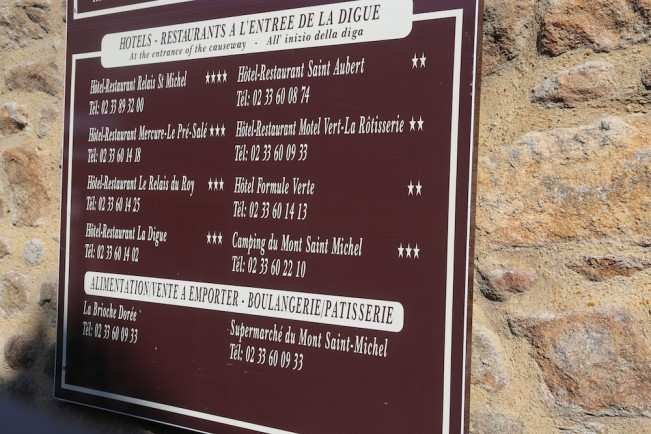 HOTELS - RESTAURANTS A L'ENTREE DE LA DIGUE
At the entrance of the causeway - All' inizio della diga
Hôtel-Restaurant Relais St Michel ★★★★
Tél: 02 33 89 32 00
Hôtel-Restaurant Mercure-Le Pré-Salé ★★★
Tél: 02 33 60 14 18
Hôtel-Restaurant Le Relais du Roy ★★★
Tél: 02 33 60 14 25
Hôtel-Restaurant La Digue ★★★
Tél: 02 33 60 14 02
Hôtel-Restaurant Saint Aubert ★★
Tél: 02 33 60 08 74
Hôtel-Restaurant Motel Vert-La Rôtisserie ★★
Tél: 02 33 60 09 33
Hôtel Formule Verte ★★
Tél: 02 33 60 14 13
Camping du Mont Saint Michel ★★★
Tél: 02 33 60 22 10
ALIMENTATION/VENTE A EMPORTER - BOULANGERIE/PATISSERIE
La Brioche Dorée
Tél: 02 33 60 09 33
Supermarché du Mont Saint-Michel
Tél: 02 33 60 09 33